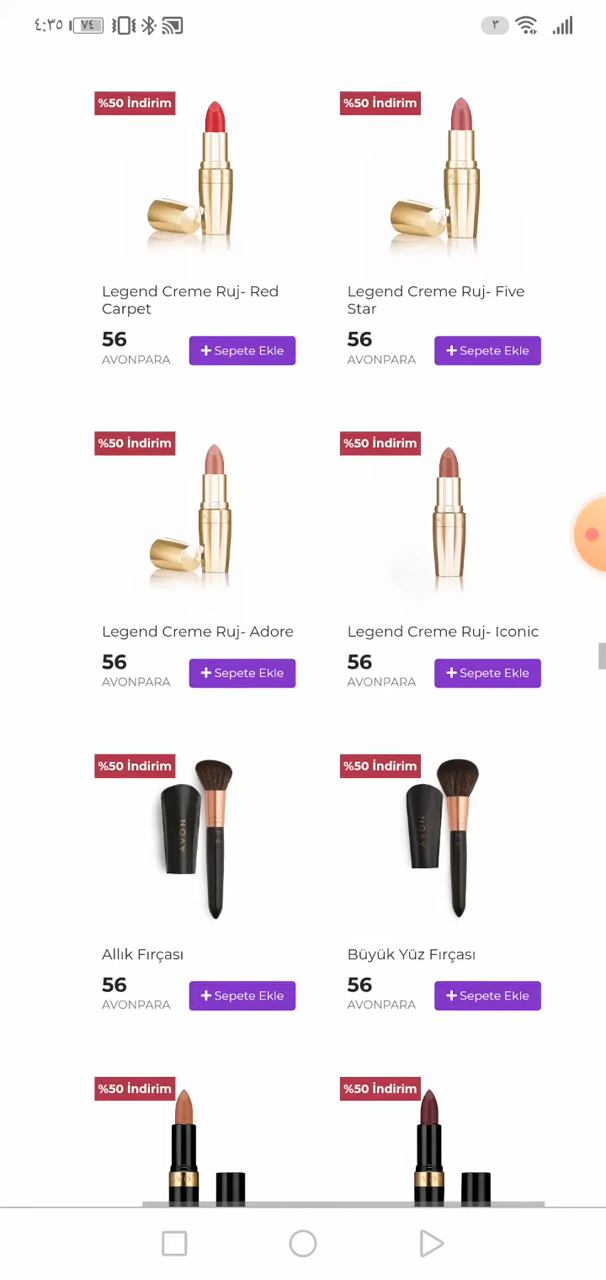 ٤:٣٥
٧٤
٣
%50 İndirim
%50 İndirim
Legend Creme Ruj- Red
Carpet
56
AVONPARA
+ Sepete Ekle
Legend Creme Ruj- Five
Star
56
AVONPARA
+ Sepete Ekle
%50 İndirim
%50 İndirim
Legend Creme Ruj- Adore
56
AVONPARA
+ Sepete Ekle
Legend Creme Ruj- Iconic
56
AVONPARA
+ Sepete Ekle
%50 İndirim
AVON
%50 İndirim
AVON
Allık Fırçası
56
AVONPARA
+ Sepete Ekle
Büyük Yüz Fırçası
56
AVONPARA
+ Sepete Ekle
%50 İndirim
%50 İndirim